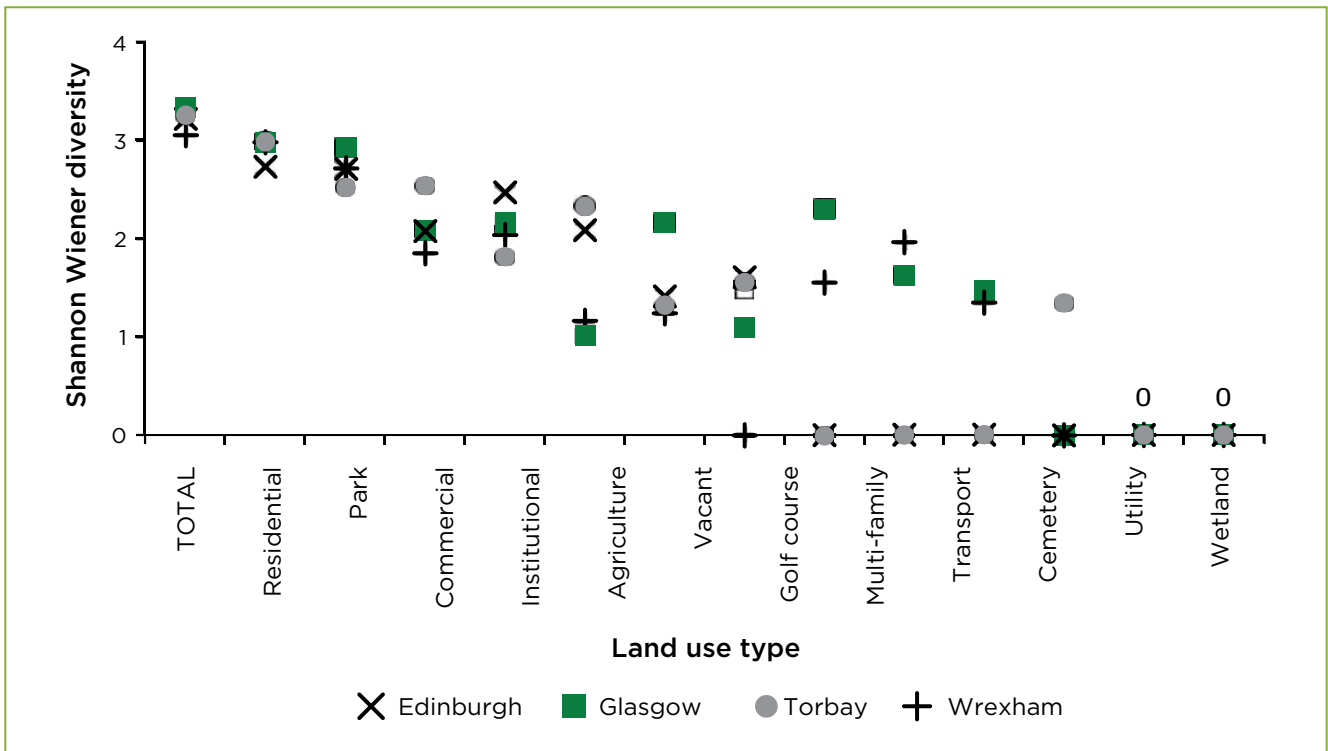 4
3
2
1
0
Shannon Wiener diversity
0 0
TOTAL
Residential
Park
Commercial
Institutional
Agriculture
Vacant
Golf course
Multi-family
Transport
Cemetery
Utility
Wetland
Land use type
Edinburgh Glasgow Torbay Wrexham